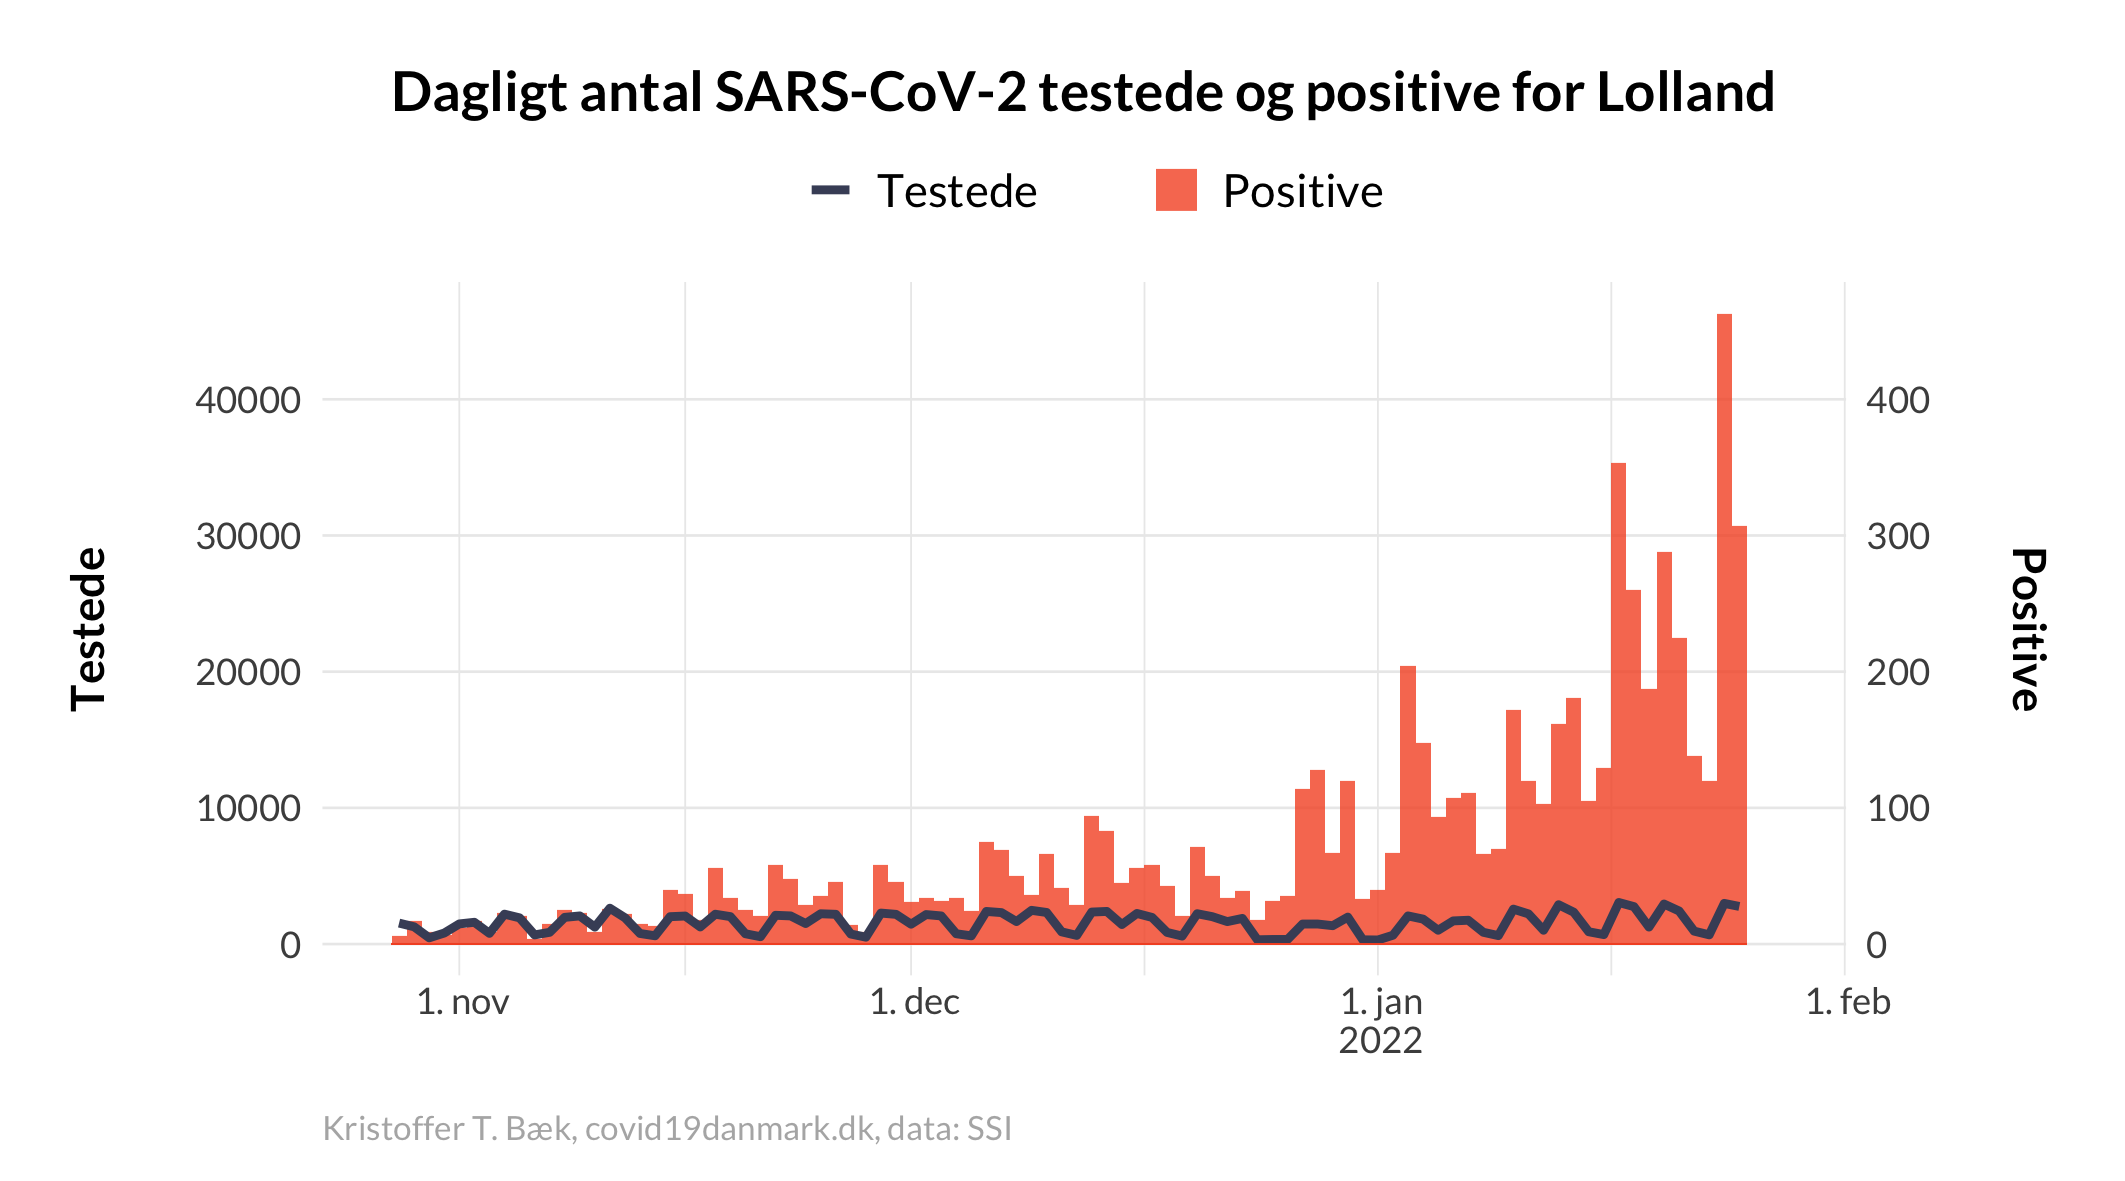 Dagligt antal SARS-CoV-2 testede og positive for Lolland
Testede
Positive
Testede
40000
30000
20000
10000
0
400
300
200
100
0
Positive
1. nov
1. dec
1. jan
2022
1. feb
Kristoffer T. Bæk, covid19danmark.dk, data: SSI